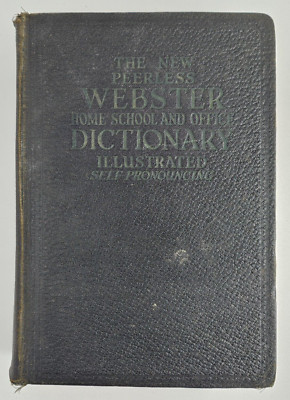 THE NEW
PEERLESS
WEBSTER
HOME SCHOOL AND OFFICE
DICTIONARY
ILLUSTRATED
SELF-PRONOUNCING